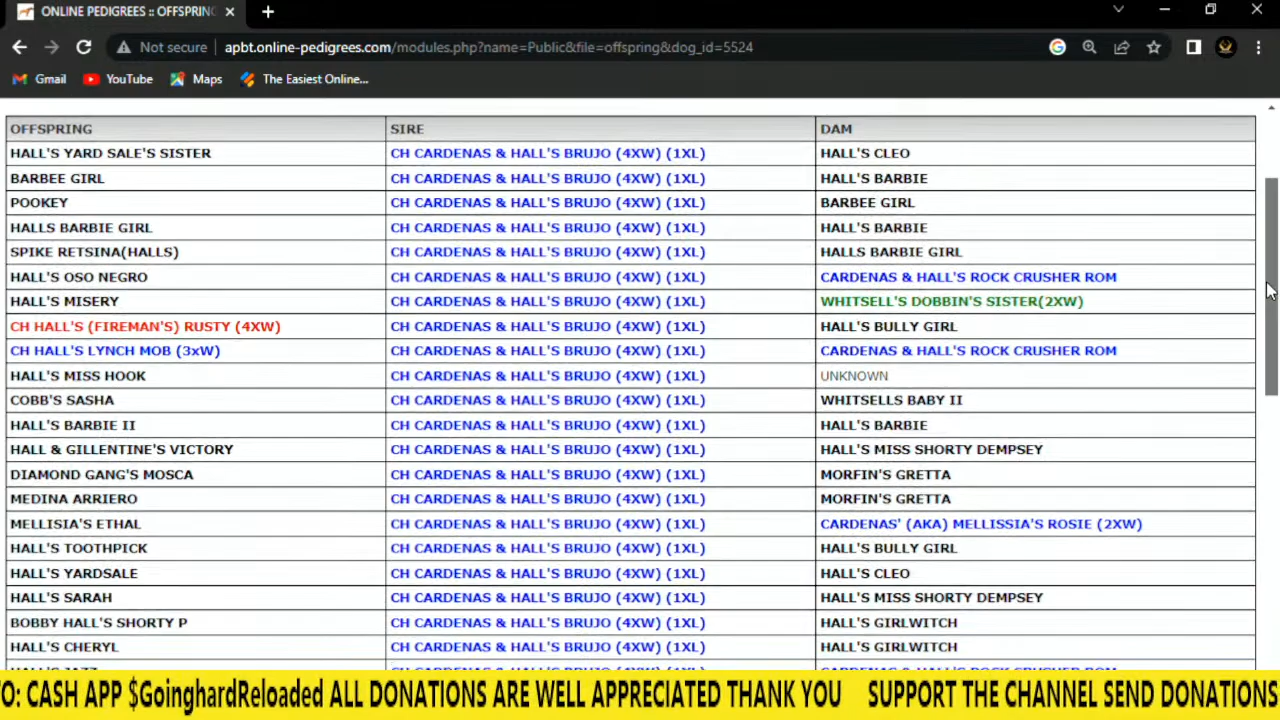 ONLINE PEDIGREES :: OFFSPRING
Not secure apbt.online-pedigrees.com/modules.php?name=Public&file=offspring&dog_id=5524
Gmail YouTube Maps The Easiest Online...
OFFSPRING SIRE DAM
HALL'S YARD SALE'S SISTER CH CARDENAS & HALL'S BRUJO (4XW) (1XL) HALL'S CLEO
BARBEE GIRL CH CARDENAS & HALL'S BRUJO (4XW) (1XL) HALL'S BARBIE
POOKEY CH CARDENAS & HALL'S BRUJO (4XW) (1XL) BARBEE GIRL
HALLS BARBIE GIRL CH CARDENAS & HALL'S BRUJO (4XW) (1XL) HALL'S BARBIE
SPIKE RETSINA(HALLS) CH CARDENAS & HALL'S BRUJO (4XW) (1XL) HALLS BARBIE GIRL
HALL'S OSO NEGRO CH CARDENAS & HALL'S BRUJO (4XW) (1XL) CARDENAS & HALL'S ROCK CRUSHER ROM
HALL'S MISERY CH CARDENAS & HALL'S BRUJO (4XW) (1XL) WHITSELL'S DOBBIN'S SISTER(2XW)
CH HALL'S (FIREMAN'S) RUSTY (4XW) CH CARDENAS & HALL'S BRUJO (4XW) (1XL) HALL'S BULLY GIRL
CH HALL'S LYNCH MOB (3xW) CH CARDENAS & HALL'S BRUJO (4XW) (1XL) CARDENAS & HALL'S ROCK CRUSHER ROM
HALL'S MISS HOOK CH CARDENAS & HALL'S BRUJO (4XW) (1XL) UNKNOWN
COBB'S SASHA CH CARDENAS & HALL'S BRUJO (4XW) (1XL) WHITSELLS BABY II
HALL'S BARBIE II CH CARDENAS & HALL'S BRUJO (4XW) (1XL) HALL'S BARBIE
HALL & GILLENTINE'S VICTORY CH CARDENAS & HALL'S BRUJO (4XW) (1XL) HALL'S MISS SHORTY DEMPSEY
DIAMOND GANG'S MOSCA CH CARDENAS & HALL'S BRUJO (4XW) (1XL) MORFIN'S GRETTA
MEDINA ARRIERO CH CARDENAS & HALL'S BRUJO (4XW) (1XL) MORFIN'S GRETTA
MELLISIA'S ETHAL CH CARDENAS & HALL'S BRUJO (4XW) (1XL) CARDENAS' (AKA) MELLISSIA'S ROSIE (2XW)
HALL'S TOOTHPICK CH CARDENAS & HALL'S BRUJO (4XW) (1XL) HALL'S BULLY GIRL
HALL'S YARDSALE CH CARDENAS & HALL'S BRUJO (4XW) (1XL) HALL'S CLEO
HALL'S SARAH CH CARDENAS & HALL'S BRUJO (4XW) (1XL) HALL'S MISS SHORTY DEMPSEY
BOBBY HALL'S SHORTY P CH CARDENAS & HALL'S BRUJO (4XW) (1XL) HALL'S GIRLWITCH
HALL'S CHERYL CH CARDENAS & HALL'S BRUJO (4XW) (1XL) HALL'S GIRLWITCH
TO: CASH APP $GoinghardReloaded ALL DONATIONS ARE WELL APPRECIATED THANK YOU SUPPORT THE CHANNEL SEND DONATIONS